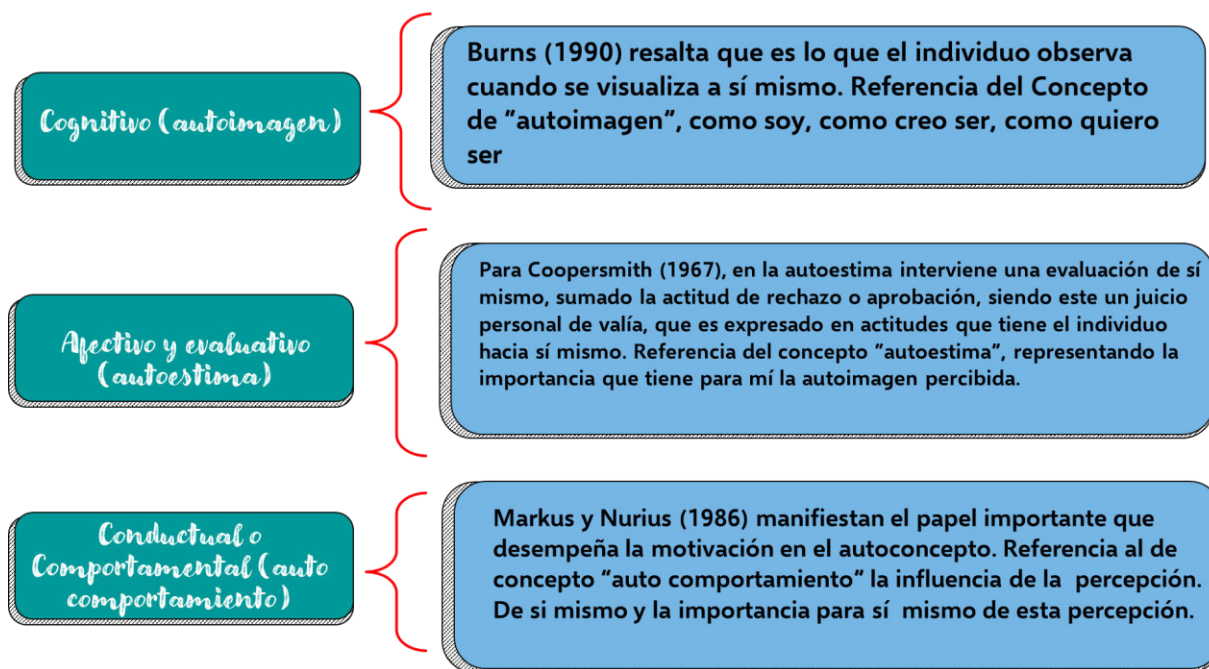 Cognitivo (autoimagen)
Burns (1990) resalta que es lo que el individuo observa
cuando se visualiza a sí mismo. Referencia del Concepto
de “autoimagen”, como soy, como creo ser, como quiero
ser
Afectivo y evaluativo
(autoestima)
Para Coopersmith (1967), en la autoestima interviene una evaluación de sí
mismo, sumado la actitud de rechazo o aprobación, siendo este un juicio
personal de valía, que es expresado en actitudes que tiene el individuo
hacia sí mismo. Referencia del concepto “autoestima”, representando la
importancia que tiene para mí la autoimagen percibida.
Conductual o
Comportamental (auto
comportamiento)
Markus y Nurius (1986) manifiestan el papel importante que
desempeña la motivación en el autoconcepto. Referencia al de
concepto “auto comportamiento” la influencia de la percepción.
De si mismo y la importancia para sí mismo de esta percepción.